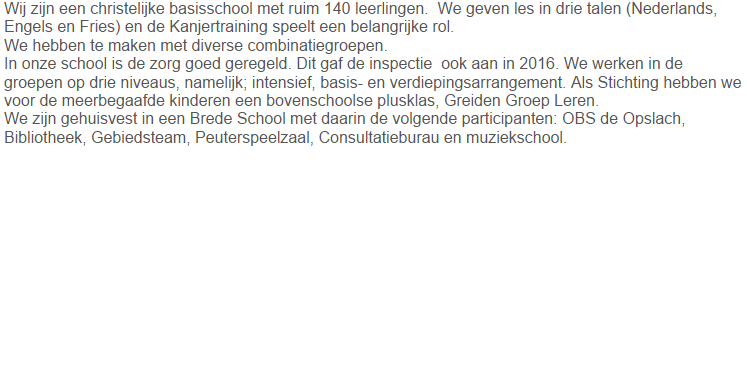 Wij zijn een christelijke basisschool met ruim 140 leerlingen.  We geven les in drie talen (Nederlands,
Engels en Fries) en de Kanjertraining speelt een belangrijke rol.
We hebben te maken met diverse combinatiegroepen.
In onze school is de zorg goed geregeld. Dit gaf de inspectie  ook aan in 2016. We werken in de
groepen op drie niveaus, namelijk; intensief, basis- en verdiepingsarrangement. Als Stichting hebben we
voor de meerbegaafde kinderen een bovenschoolse plusklas, Greiden Groep Leren.
We zijn gehuisvest in een Brede School met daarin de volgende participanten: OBS de Opslach,
Bibliotheek, Gebiedsteam, Peuterspeelzaal, Consultatieburau en muziekschool.